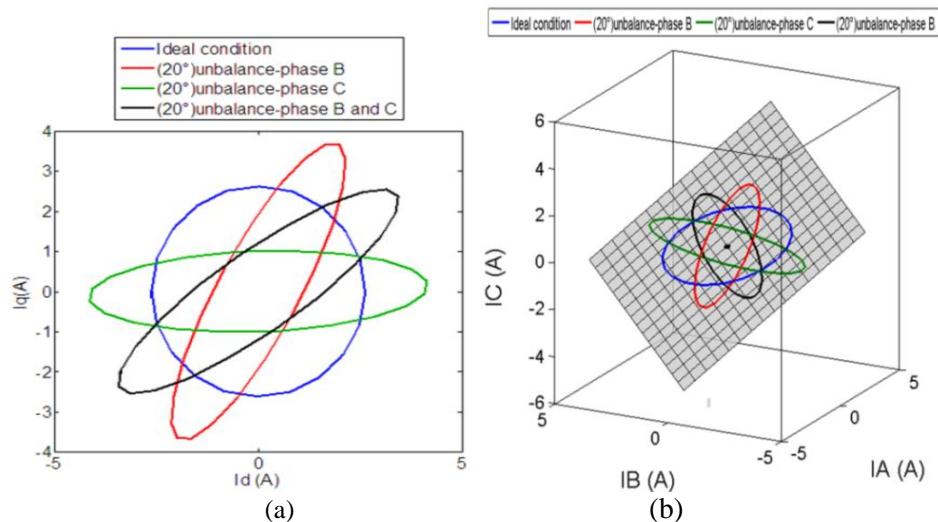 Ideal condition
(20°)unbalance-phase B
(20°)unbalance-phase C
(20°)unbalance-phase B and C
4
3
2
1
0
-1
-2
-3
-4
Iq(A)
-5
0
5
Id (A)
(a)
Ideal condition (20°)unbalance-phase B (20°)unbalance-phase C (20°)unbalance-phase B
6
4
2
0
-2
-4
-6
IC (A)
5
0
-5
IB (A)
-5
0
5
IA (A)
(b)